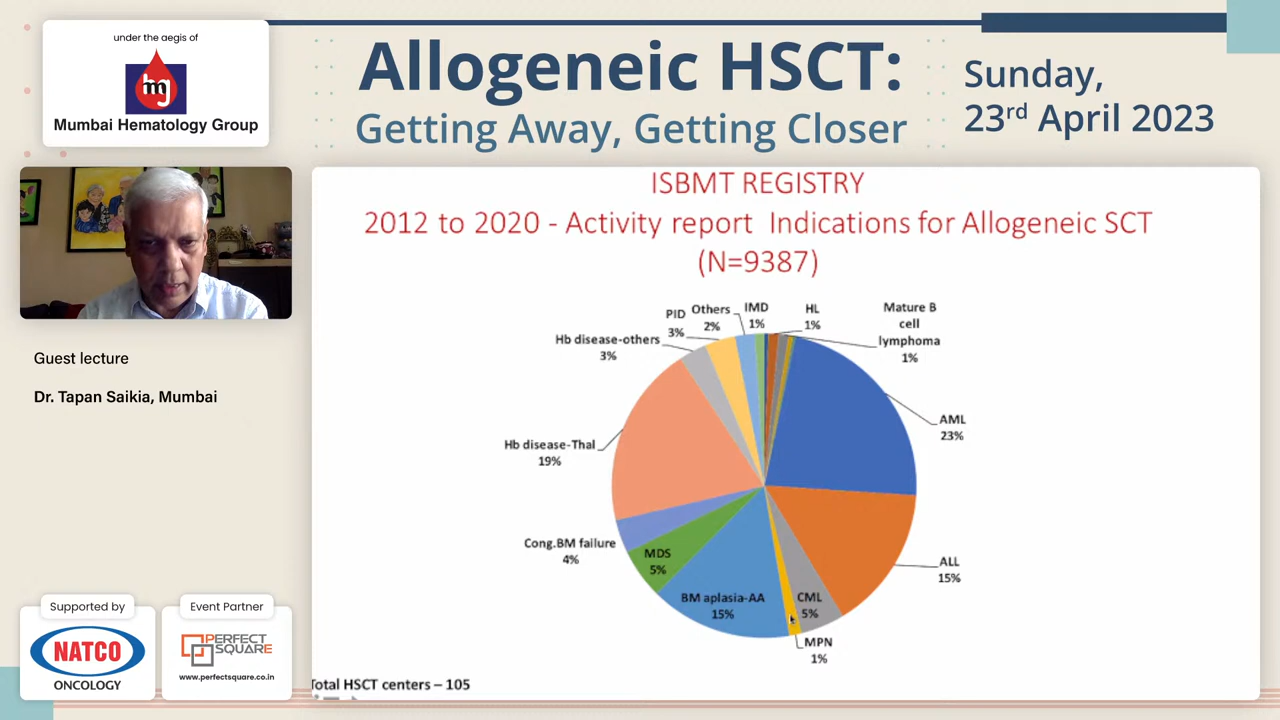 under the aegis of
mg
Mumbai Hematology Group
Allogeneic HSCT:
Getting Away, Getting Closer
Sunday,
23rd April 2023
Guest lecture
Dr. Tapan Saikia, Mumbai
Supported by
NATCO
ONCOLOGY
Event Partner
PERFECT
SQUARE
www.perfectsquare.co.in
ISBMT REGISTRY
2012 to 2020 - Activity report Indications for Allogeneic SCT
(N=9387)
PID
3%
Others
2%
IMD
1%
HL
1%
Mature B
cell
lymphoma
1%
Hb disease-others
3%
AML
23%
Hb disease-Thal
19%
Cong.BM failure
4%
MDS
5%
BM aplasia-AA
15%
CML
5%
MPN
1%
ALL
15%
Total HSCT centers – 105